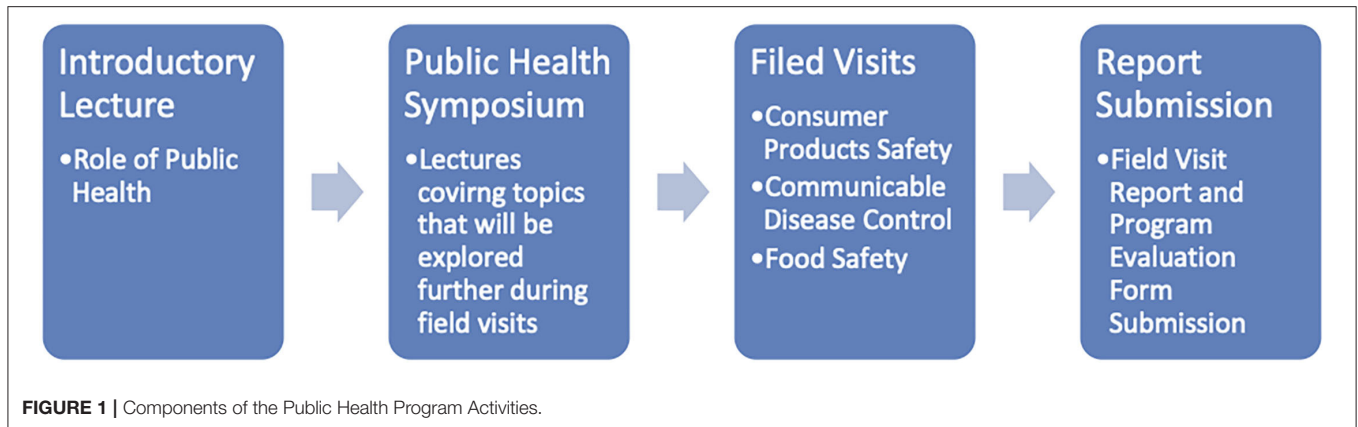 Introductory
Lecture
•Role of Public
Health
Public Health
Symposium
•Lectures
covirng topics
that will be
explored
further during
field visits
Filed Visits
•Consumer
Products Safety
•Communicable
Disease Control
•Food Safety
Report
Submission
•Field Visit
Report and
Program
Evaluation
Form
Submission
FIGURE 1 | Components of the Public Health Program Activities.